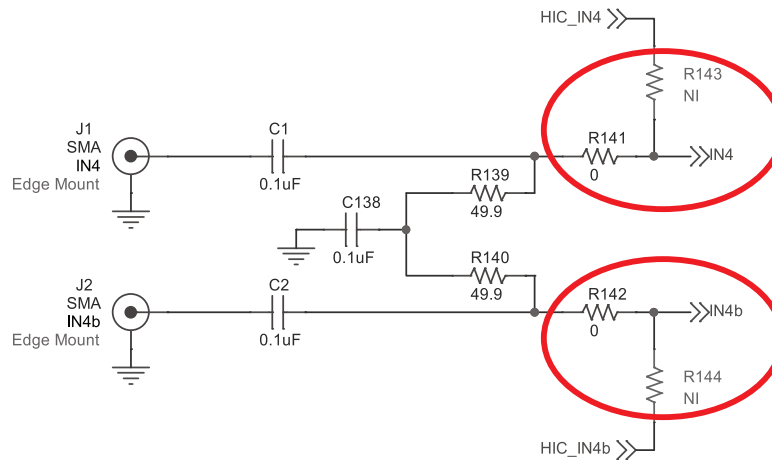 HIC_IN4
R143
NI
J1
SMA
IN4
Edge Mount
C1
0.1uF
R141
0
IN4
R139
49.9
C138
0.1uF
R140
49.9
J2
SMA
IN4b
Edge Mount
C2
0.1uF
R142
0
IN4b
R144
NI
HIC_IN4b